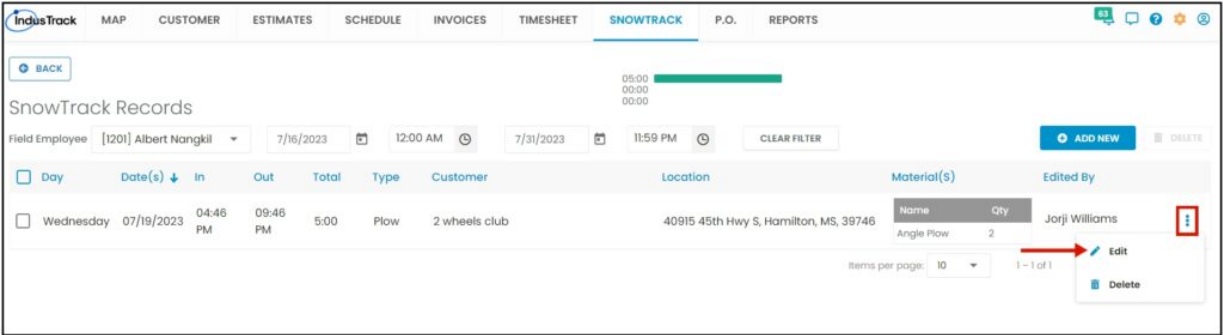 IndusTrack MAP CUSTOMER ESTIMATES SCHEDULE INVOICES TIMESHEET SNOWTRACK P.O. REPORTS 63
BACK
05:00
00:00
00:00
SnowTrack Records
Field Employee [1201] Albert Nangkil 7/16/2023 12:00 AM 7/31/2023 11:59 PM CLEAR FILTER ADD NEW DELETE
Day Date(s) In Out Total Type Customer Location Material(S) Edited By
Wednesday 07/19/2023 04:46 PM 09:46 PM 5:00 Plow 2 wheels club 40915 45th Hwy S, Hamilton, MS, 39746 Name Qty Jorji Williams
Angle Plow 2
Items per page: 10 1 – 1 of 1
Edit
Delete